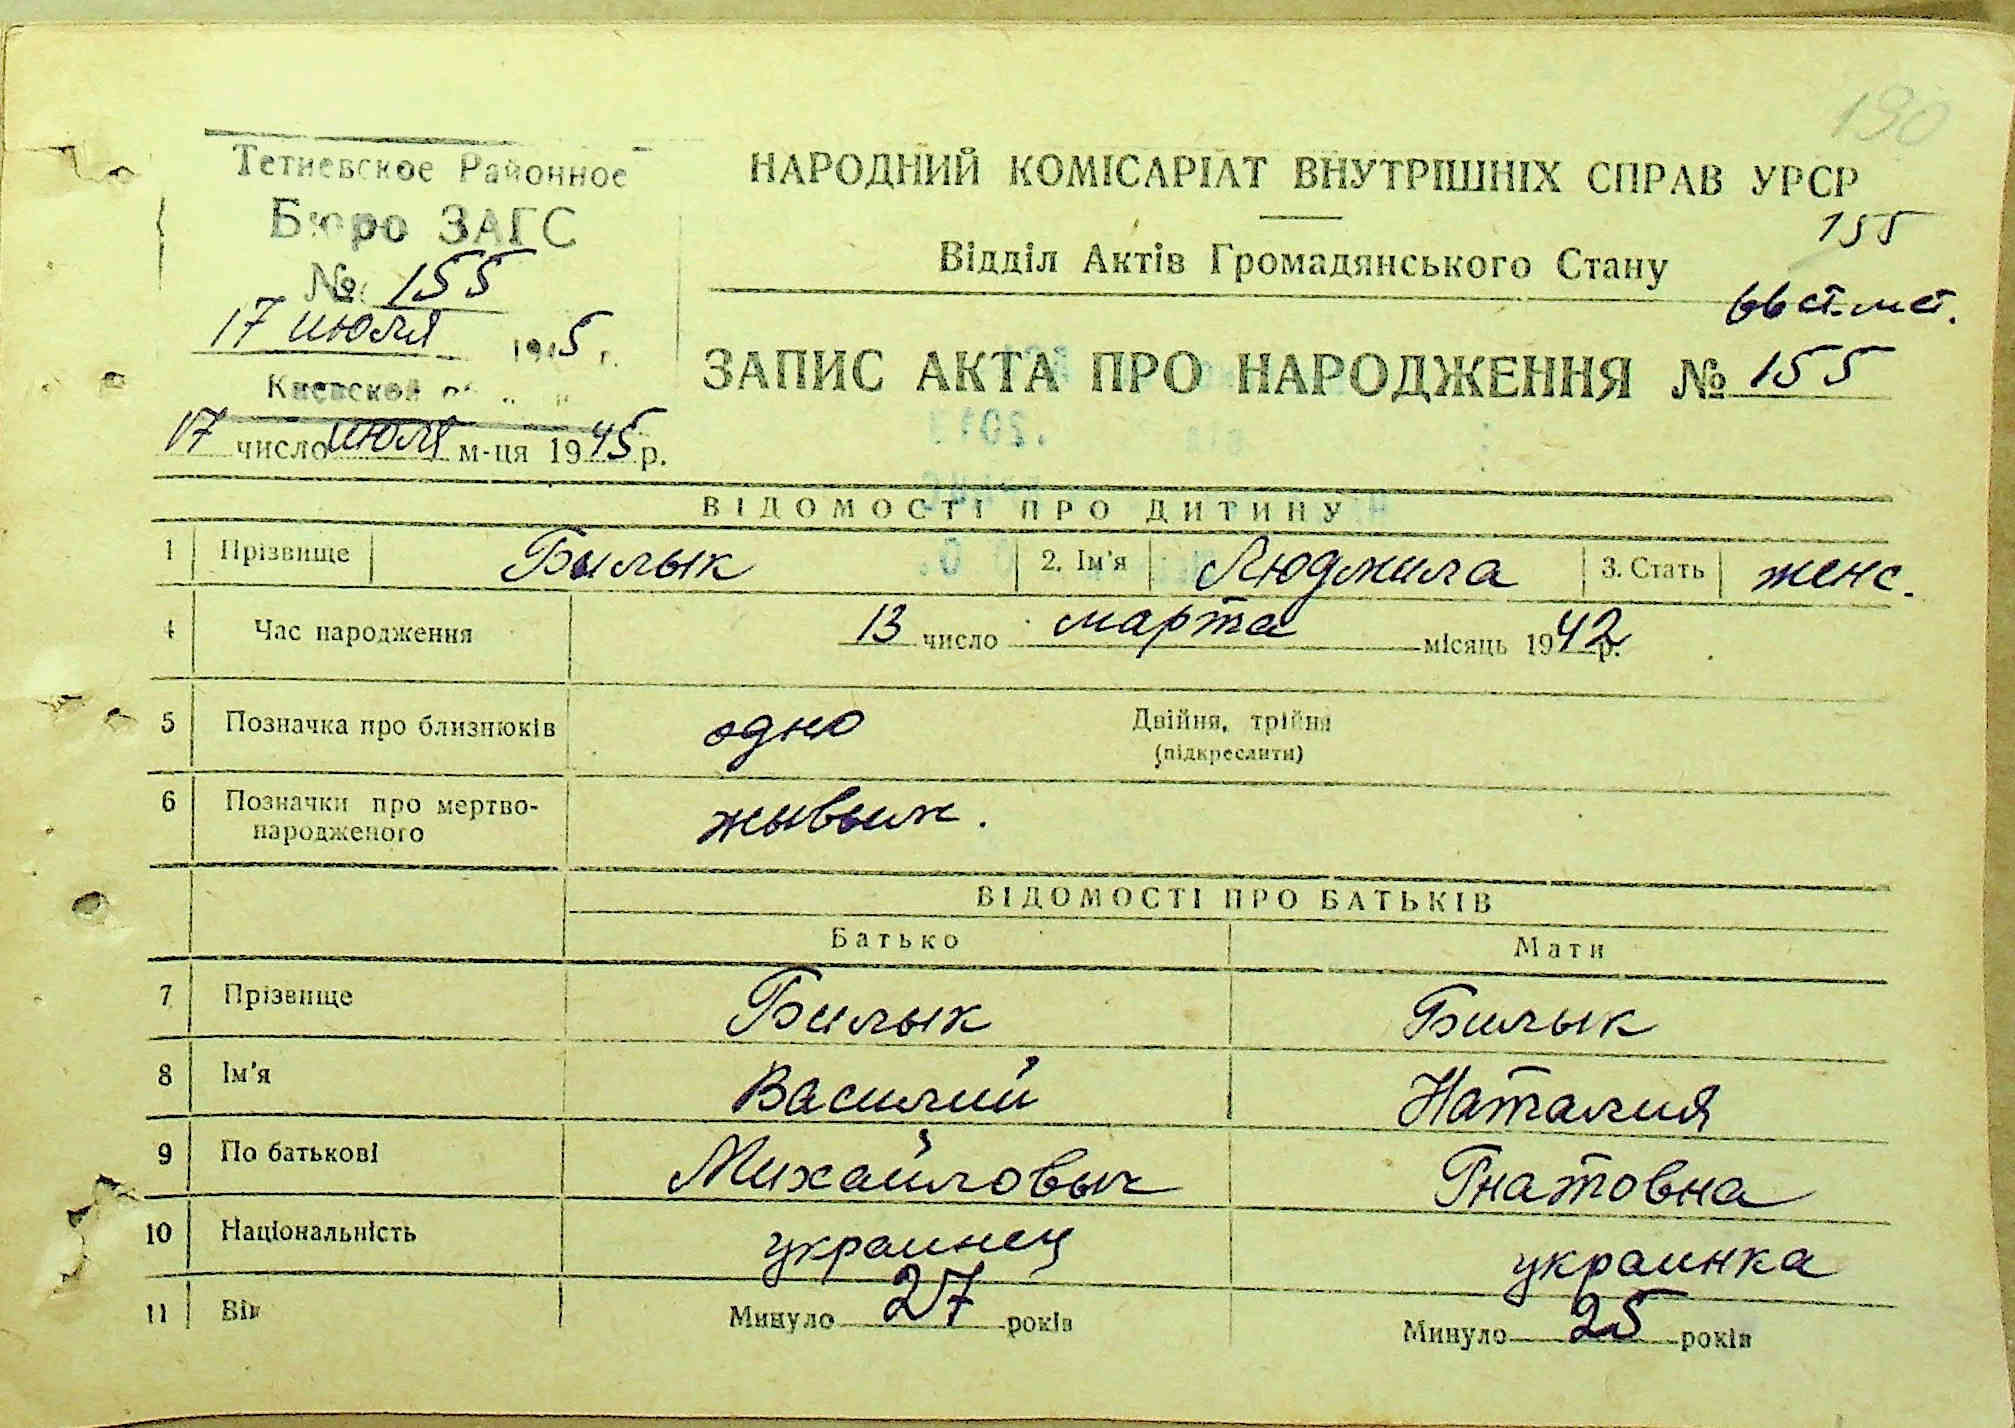 190
Тетиевское Районное
Бюро ЗАГС
№ 155
17 июля 1945 г.
Киевской
17 число июля м-ця 1945 р.
НАРОДНИЙ КОМІСАРІАТ ВНУТРІШНІХ СПРАВ УРСР
155
Відділ Актів Громадянського Стану
ЗАПИС АКТА ПРО НАРОДЖЕННЯ № 155
ВІДОМОСТІ ПРО ДИТИНУ
1 Прізвище Билык 2. Ім'я Людмила 3. Стать женс.
4 Час народження 13 число марта місяць 1942 р.
5 Позначка про близнюків одно Двійня, трійня
(підкреслити)
6 Позначки про мертво-
народженого жывым.
ВІДОМОСТІ ПРО БАТЬКІВ
Батько Мати
7 Прізвище Билык Билык
8 Ім'я Василий Наталия
9 По батькові Михайловыч Гнатовна
10 Національність украинец украинка
11 Вік Минуло 27 років Минуло 25 років